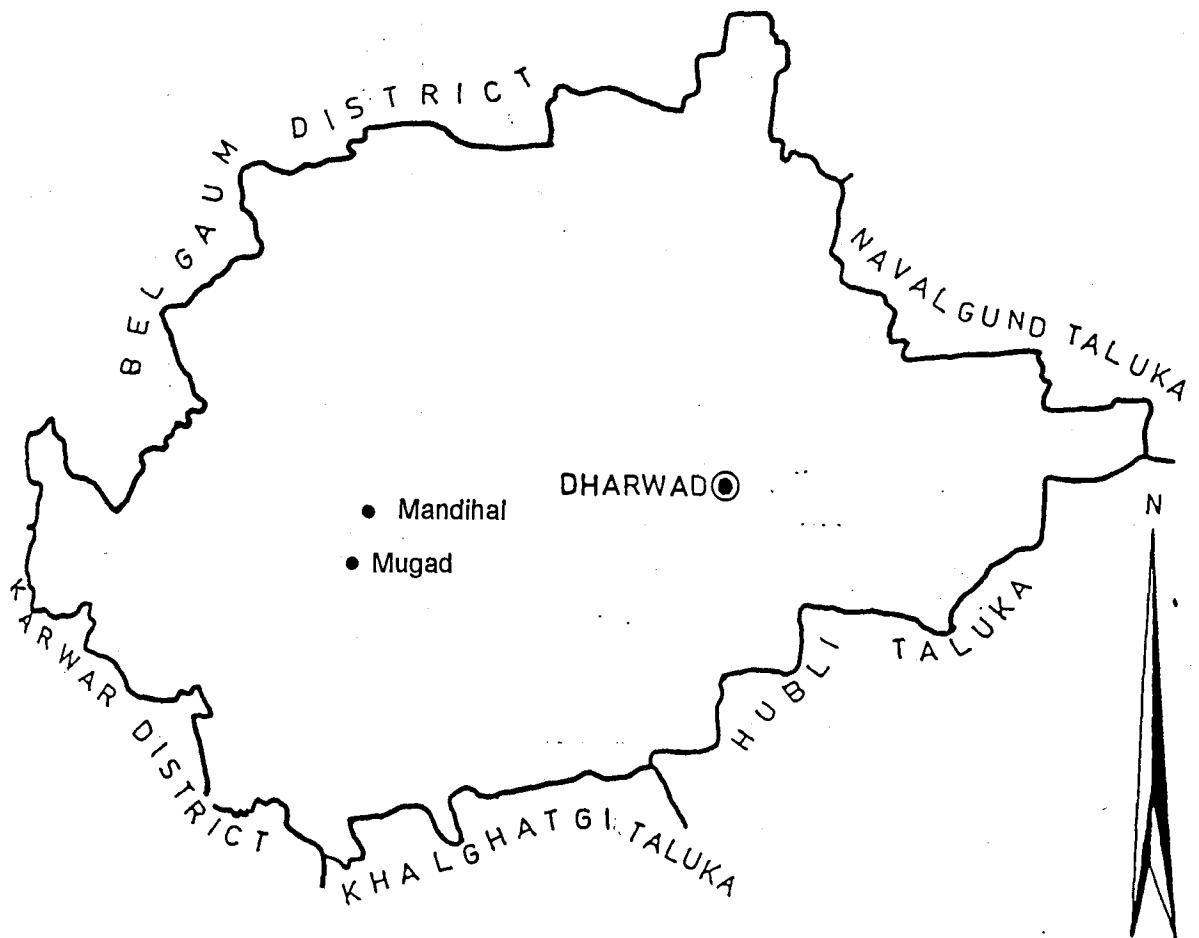 BELGAUM DISTRICT
NAVALGUND TALUKA
DHARWAD
Mandihal
Mugad
N
KARWAR DISTRICT
HUBLI TALUKA
KHALGHATGI TALUKA